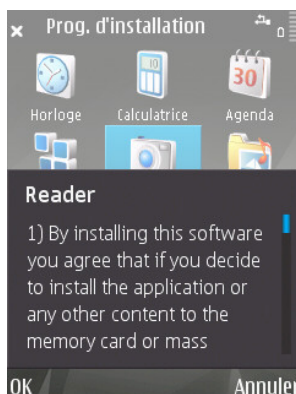 Prog. d'installation
Horloge Calculatrice Agenda
30
Reader
1) By installing this software
you agree that if you decide
to install the application or
any other content to the
memory card or mass
OK Annuler